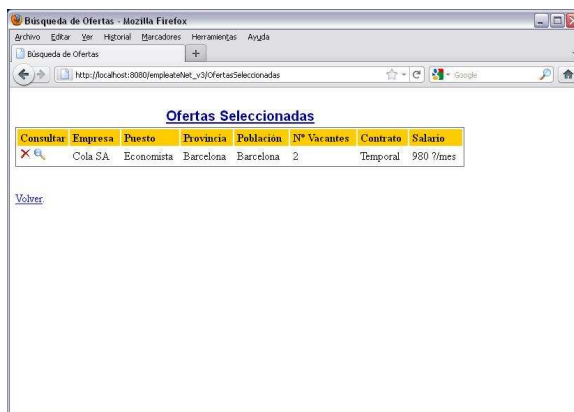 Búsqueda de Ofertas - Mozilla Firefox
Archivo Editar Ver Historial Marcadores Herramientas Ayuda
Búsqueda de Ofertas +
http://localhost:8080/empleateNet_v3/OfertasSeleccionadas Google
Ofertas Seleccionadas
Consultar Empresa Puesto Provincia Población Nº Vacantes Contrato Salario
Cola SA Economista Barcelona Barcelona 2 Temporal 980 ?/mes
Volver.